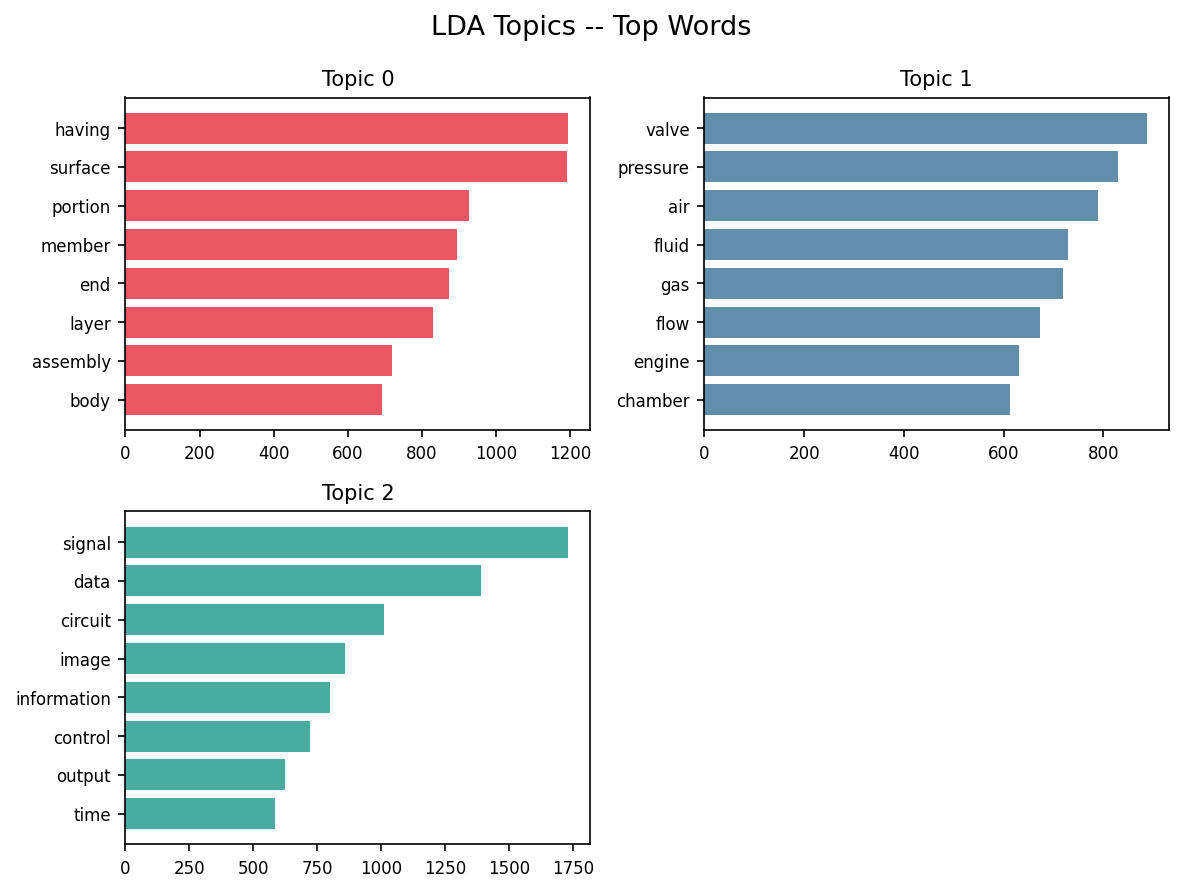 LDA Topics -- Top Words
Topic 0
having
surface
portion
member
end
layer
assembly
body
0 200 400 600 800 1000 1200
Topic 1
valve
pressure
air
fluid
gas
flow
engine
chamber
0 200 400 600 800
Topic 2
signal
data
circuit
image
information
control
output
time
0 250 500 750 1000 1250 1500 1750